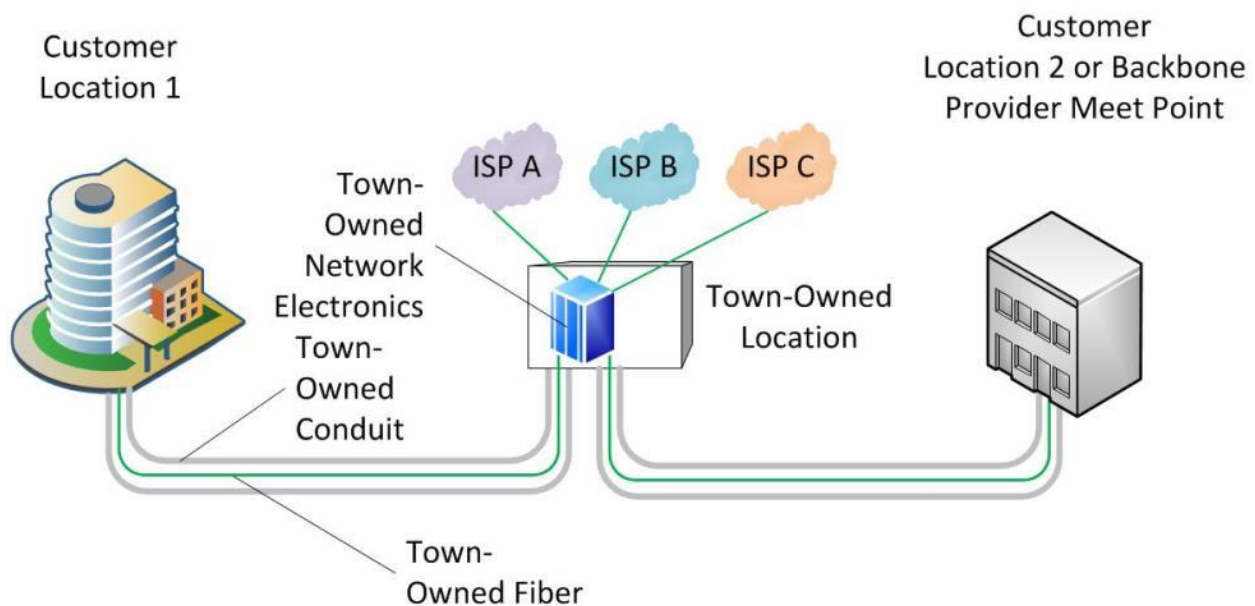 Customer
Location 1
Customer
Location 2 or Backbone
Provider Meet Point
ISP A
ISP B
ISP C
Town-
Owned
Network
Electronics
Town-
Owned
Conduit
Town-Owned
Location
Town-
Owned Fiber